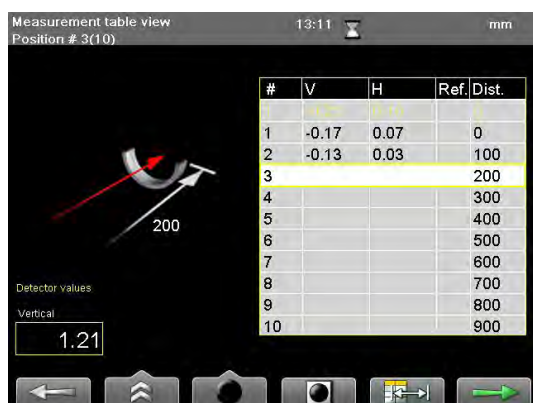 Measurement table view 13:11 mm
Position # 3(10)
# V H Ref. Dist.
1 -0.17 0.07 0
2 -0.13 0.03 100
3 200
4 300
5 400
6 500
7 600
8 700
9 800
10 900
200
Detector values
Vertical
1.21